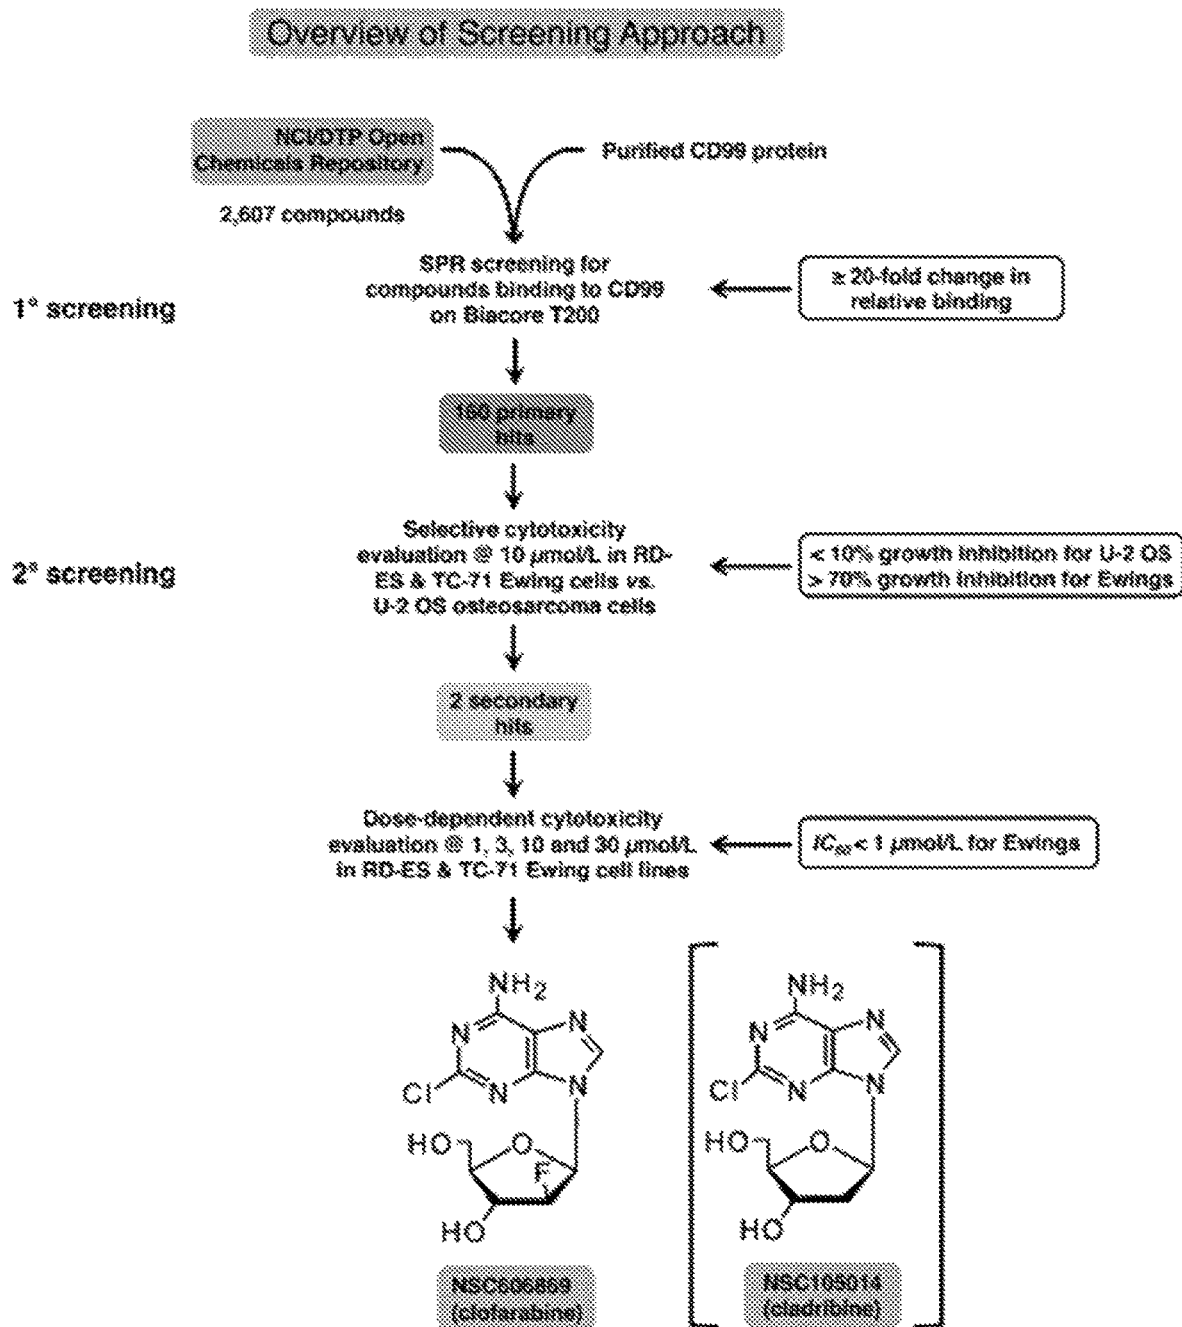 Overview of Screening Approach
NCI/DTP Open
Chemicals Repository
2,607 compounds
Purified CD99 protein
1° screening
SPR screening for
compounds binding to CD99
on Biacore T200
≥ 20-fold change in
relative binding
160 primary
hits
2° screening
Selective cytotoxicity
evaluation @ 10 µmol/L in RD-
ES & TC-71 Ewing cells vs.
U-2 OS osteosarcoma cells
< 10% growth inhibition for U-2 OS
> 70% growth inhibition for Ewings
2 secondary
hits
Dose-dependent cytotoxicity
evaluation @ 1, 3, 10 and 30 µmol/L
in RD-ES & TC-71 Ewing cell lines
IC50 < 1 µmol/L for Ewings
NH2
N
N
N
N
Cl
HO
O
F
HO
NSC606869
(clofarabine)
NH2
N
N
N
N
Cl
HO
O
HO
NSC105014
(cladribine)